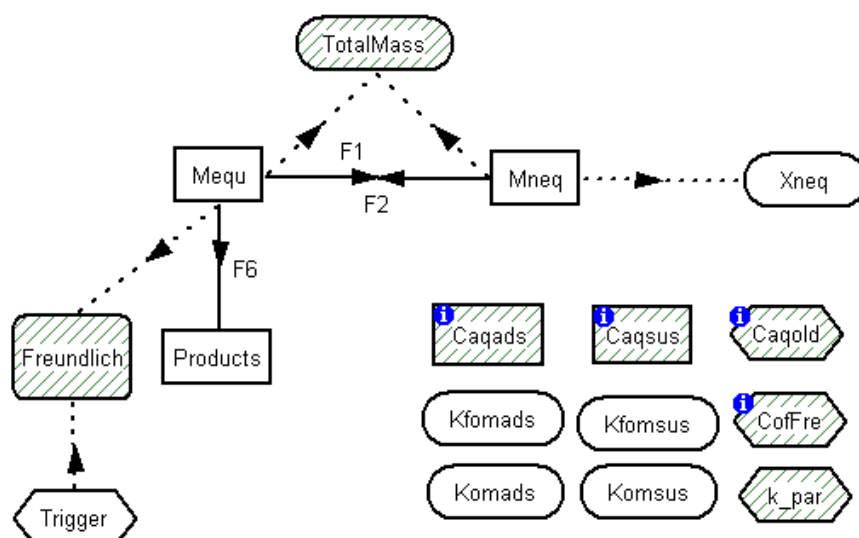 TotalMass
F1
Mequ
Mneq
Xneq
F2
F6
Freundlich
Products
Caqads
Caqsus
Caqold
Kfomads
Kfomsus
CofFre
Komads
Komsus
k_par
Trigger